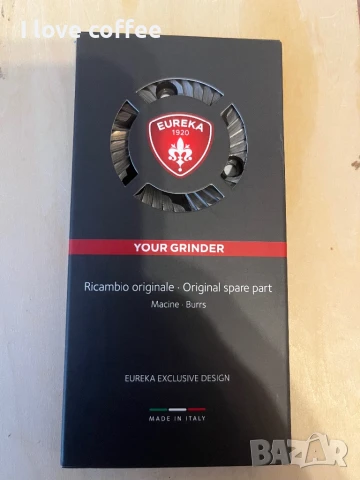 I love coffee
EUREKA
1920
YOUR GRINDER
Ricambio originale · Original spare part
Macine · Burrs
EUREKA EXCLUSIVE DESIGN
MADE IN ITALY
BAZAR
bg